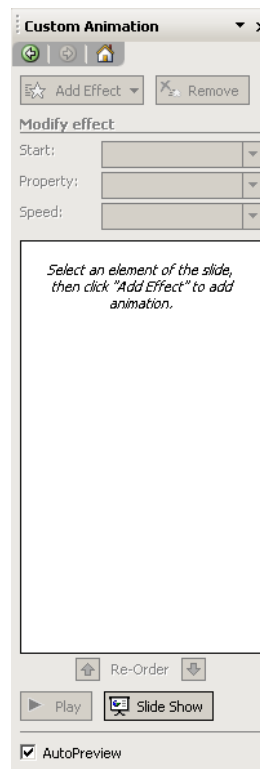 Custom Animation
Add Effect
Remove
Modify effect
Start:
Property:
Speed:
Select an element of the slide,
then click "Add Effect" to add
animation.
Re-Order
Play
Slide Show
AutoPreview